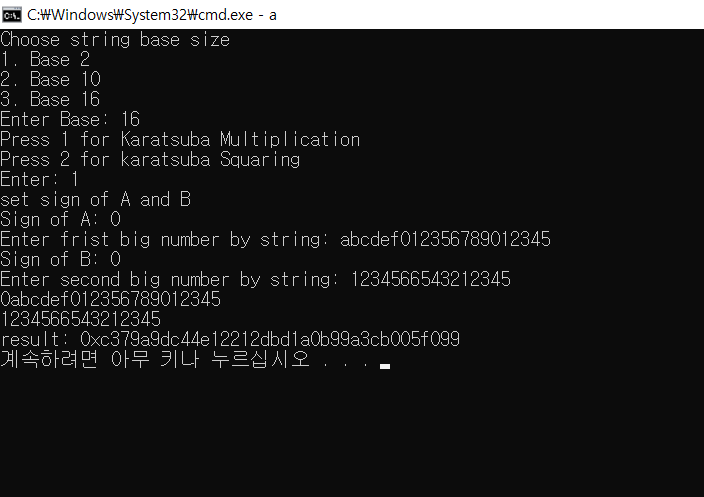 C:₩Windows₩System32₩cmd.exe - a
Choose string base size
1. Base 2
2. Base 10
3. Base 16
Enter Base: 16
Press 1 for Karatsuba Multiplication
Press 2 for karatsuba Squaring
Enter: 1
set sign of A and B
Sign of A: 0
Enter frist big number by string: abcdef012356789012345
Sign of B: 0
Enter second big number by string: 1234566543212345
0abcdef012356789012345
1234566543212345
result: 0xc379a9dc44e12212dbd1a0b99a3cb005f099
계속하려면 아무 키나 누르십시오 . . .